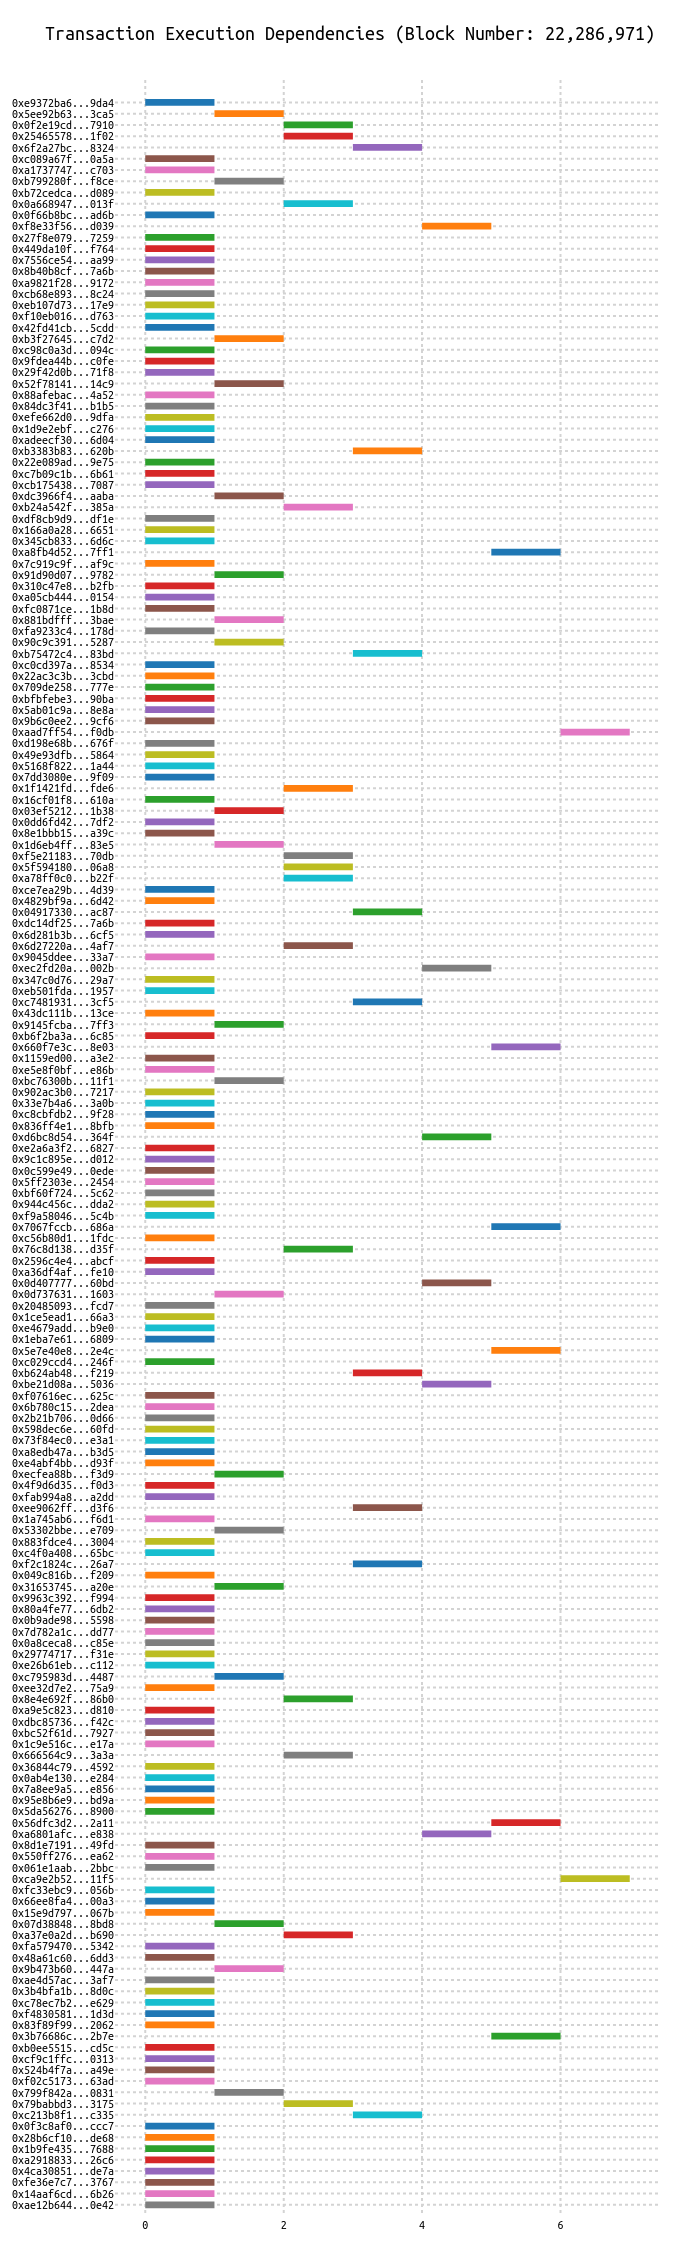 Transaction Execution Dependencies (Block Number: 22,286,971)
0xe9372ba6...9da4
0x5ee92b63...3ca5
0x0f2e19cd...7910
0x25465578...1f02
0x6f2a27bc...8324
0xc089a67f...0a5a
0xa1737747...c703
0xb799280f...f8ce
0xb72cedca...d089
0x0a668947...013f
0x0f66b8bc...ad6b
0xf8e33f56...d039
0x27f8e079...7259
0x449da10f...f764
0x7556ce54...aa99
0x8b40b8cf...7a6b
0xa9821f28...9172
0xcb68e893...8c24
0xeb107d73...17e9
0xf10eb016...d763
0x42fd41cb...5cdd
0xb3f27645...c7d2
0xc98c0a3d...094c
0x9fdea44b...c0fe
0x29f42d0b...71f8
0x52f78141...14c9
0x88afebac...4a52
0x84dc3f41...b1b5
0xefe662d0...9dfa
0x1d9e2ebf...c276
0xadeecf30...6d04
0xb3383b83...620b
0x22e089ad...9e75
0xc7b09c1b...6b61
0xcb175438...7087
0xdc3966f4...aaba
0xb24a542f...385a
0xdf8cb9d9...df1e
0x166a0a28...6651
0x345cb833...6d6c
0xa8fb4d52...7ff1
0x7c919c9f...af9c
0x91d90d07...9782
0x310c47e8...b2fb
0xa05cb444...0154
0xfc0871ce...1b8d
0x881bdfff...3bae
0xfa9233c4...178d
0x90c9c391...5287
0xb75472c4...83bd
0xc0cd397a...8534
0x22ac3c3b...3cbd
0x709de258...777e
0xbfbfebe3...90ba
0x5ab01c9a...8e8a
0x9b6c0ee2...9cf6
0xaad7ff54...f0db
0xd198e68b...676f
0x49e93dfb...5864
0x5168f822...1a44
0x7dd3080e...9f09
0x1f1421fd...fde6
0x16cf01f8...610a
0x03ef5212...1b38
0x0dd6fd42...7df2
0x8e1bbb15...a39c
0x1d6eb4ff...83e5
0xf5e21183...70db
0x5f594180...06a8
0xa78ff0c0...b22f
0xce7ea29b...4d39
0x4829bf9a...6d42
0x04917330...ac87
0xdc14df25...7a6b
0x6d281b3b...6cf5
0x6d27220a...4af7
0x9045ddee...33a7
0xec2fd20a...002b
0x347c0d76...29a7
0xeb501fda...1957
0xc7481931...3cf5
0x43dc111b...13ce
0x9145fcba...7ff3
0xb6f2ba3a...6c85
0x660f7e3c...8e03
0x1159ed00...a3e2
0xe5e8f0bf...e86b
0xbc76300b...11f1
0x902ac3b0...7217
0x33e7b4a6...3a0b
0xc8cbfdb2...9f28
0x836ff4e1...8bfb
0xd6bc8d54...364f
0xe2a6a3f2...6827
0x9c1c895e...d012
0x0c599e49...0ede
0x5ff2303e...2454
0xbf60f724...5c62
0x944c456c...dda2
0xf9a58046...5c4b
0x7067fccb...686a
0xc56b80d1...1fdc
0x76c8d138...d35f
0x2596c4e4...abcf
0xa36df4af...fe10
0x0d407777...60bd
0x0d737631...1603
0x20485093...fcd7
0x1ce5ead1...66a3
0xe4679add...b9e0
0x1eba7e61...6809
0x5e7e40e8...2e4c
0xc029ccd4...246f
0xb624ab48...f219
0xbe21d08a...5036
0xf07616ec...625c
0x6b780c15...2dea
0x2b21b706...0d66
0x598dec6e...60fd
0x73f84ec0...e3a1
0xa8edb47a...b3d5
0xe4abf4bb...d93f
0xecfea88b...f3d9
0x4f9d6d35...f0d3
0xfab994a8...a2dd
0xee9062ff...d3f6
0x1a745ab6...f6d1
0x53302bbe...e709
0x883fdce4...3004
0xc4f0a408...65bc
0xf2c1824c...26a7
0x049c816b...f209
0x31653745...a20e
0x9963c392...f994
0x80a4fe77...6db2
0x0b9ade98...5598
0x7d782a1c...dd77
0x0a8ceca8...c85e
0x29774717...f31e
0xe26b61eb...c112
0xc795983d...4487
0xee32d7e2...75a9
0x8e4e692f...86b0
0xa9e5c823...d810
0xdbc85736...f42c
0xbc52f61d...7927
0x1c9e516c...e17a
0x666564c9...3a3a
0x36844c79...4592
0x0ab4e130...e284
0x7a8ee9a5...e856
0x95e8b6e9...bd9a
0x5da56276...8900
0x56dfc3d2...2a11
0xa6801afc...e838
0x8d1e7191...49fd
0x550ff276...ea62
0x061e1aab...2bbc
0xca9e2b52...11f5
0xfc33ebc9...056b
0x66ee8fa4...00a3
0x15e9d797...067b
0x07d38848...8bd8
0xa37e0a2d...b690
0xfa579470...5342
0x48a61c60...6dd3
0x9b473b60...447a
0xae4d57ac...3af7
0x3b4bfa1b...8d0c
0xc78ec7b2...e629
0xf4830581...1d3d
0x83f89f99...2062
0x3b76686c...2b7e
0xb0ee5515...cd5c
0xcf9c1ffc...0313
0x524b4f7a...a49e
0xf02c5173...63ad
0x799f842a...0831
0x79babbd3...3175
0xc213b8f1...c335
0x0f3c8af0...ccc7
0x28b6cf10...de68
0x1b9fe435...7688
0xa2918833...26c6
0x4ca30851...de7a
0xfe36e7c7...3767
0x14aaf6cd...6b26
0xae12b644...0e42
0 2 4 6